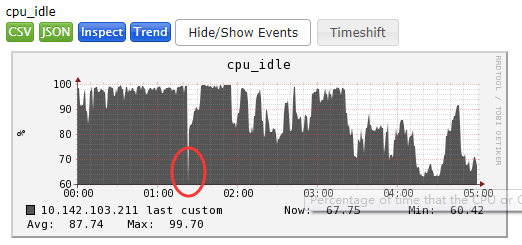 cpu_idle
CSV JSON Inspect Trend Hide/Show Events Timeshift
cpu_idle
100
90
80
70
60
%
00:00 01:00 02:00 03:00 04:00 05:00
RRDTOOL / TOBI OETIKER
Percentage of time that the CPU or C
10.142.103.211 last custom Now: 67.75 Min: 60.42
Avg: 87.74 Max: 99.70